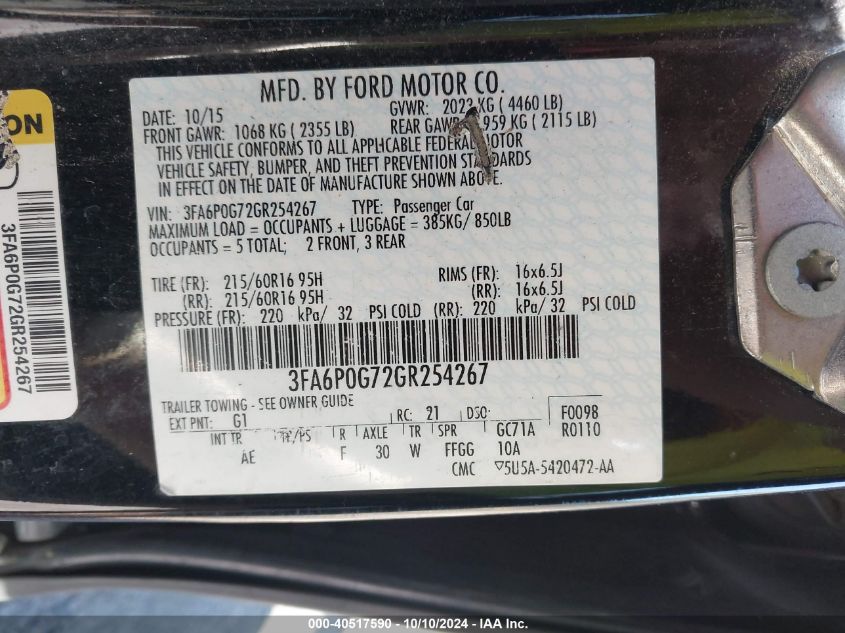 ON
3FA6P0G72GR254267
MFD. BY FORD MOTOR CO.
DATE: 10/15 GVWR: 2023 KG ( 4460 LB)
FRONT GAWR: 1068 KG ( 2355 LB) REAR GAWR: 959 KG ( 2115 LB)
THIS VEHICLE CONFORMS TO ALL APPLICABLE FEDERAL MOTOR
VEHICLE SAFETY, BUMPER, AND THEFT PREVENTION STANDARDS
IN EFFECT ON THE DATE OF MANUFACTURE SHOWN ABOVE.
VIN: 3FA6P0G72GR254267 TYPE: Passenger Car
MAXIMUM LOAD = OCCUPANTS + LUGGAGE = 385KG/ 850LB
OCCUPANTS = 5 TOTAL; 2 FRONT, 3 REAR
TIRE (FR): 215/60R16 95H RIMS (FR): 16x6.5J
(RR): 215/60R16 95H (RR): 16x6.5J
PRESSURE (FR): 220 kPa/ 32 PSI COLD (RR): 220 kPa/ 32 PSI COLD
3FA6P0G72GR254267
TRAILER TOWING - SEE OWNER GUIDE
EXT PNT: G1 RC: 21 DSO: F0098
INT TR TP/PS R AXLE TR SPR GC71A R0110
AE F 30 W FFGG 10A
CMC ▽5U5A-5420472-AA
000-40517590 - 10/10/2024 - IAA Inc.